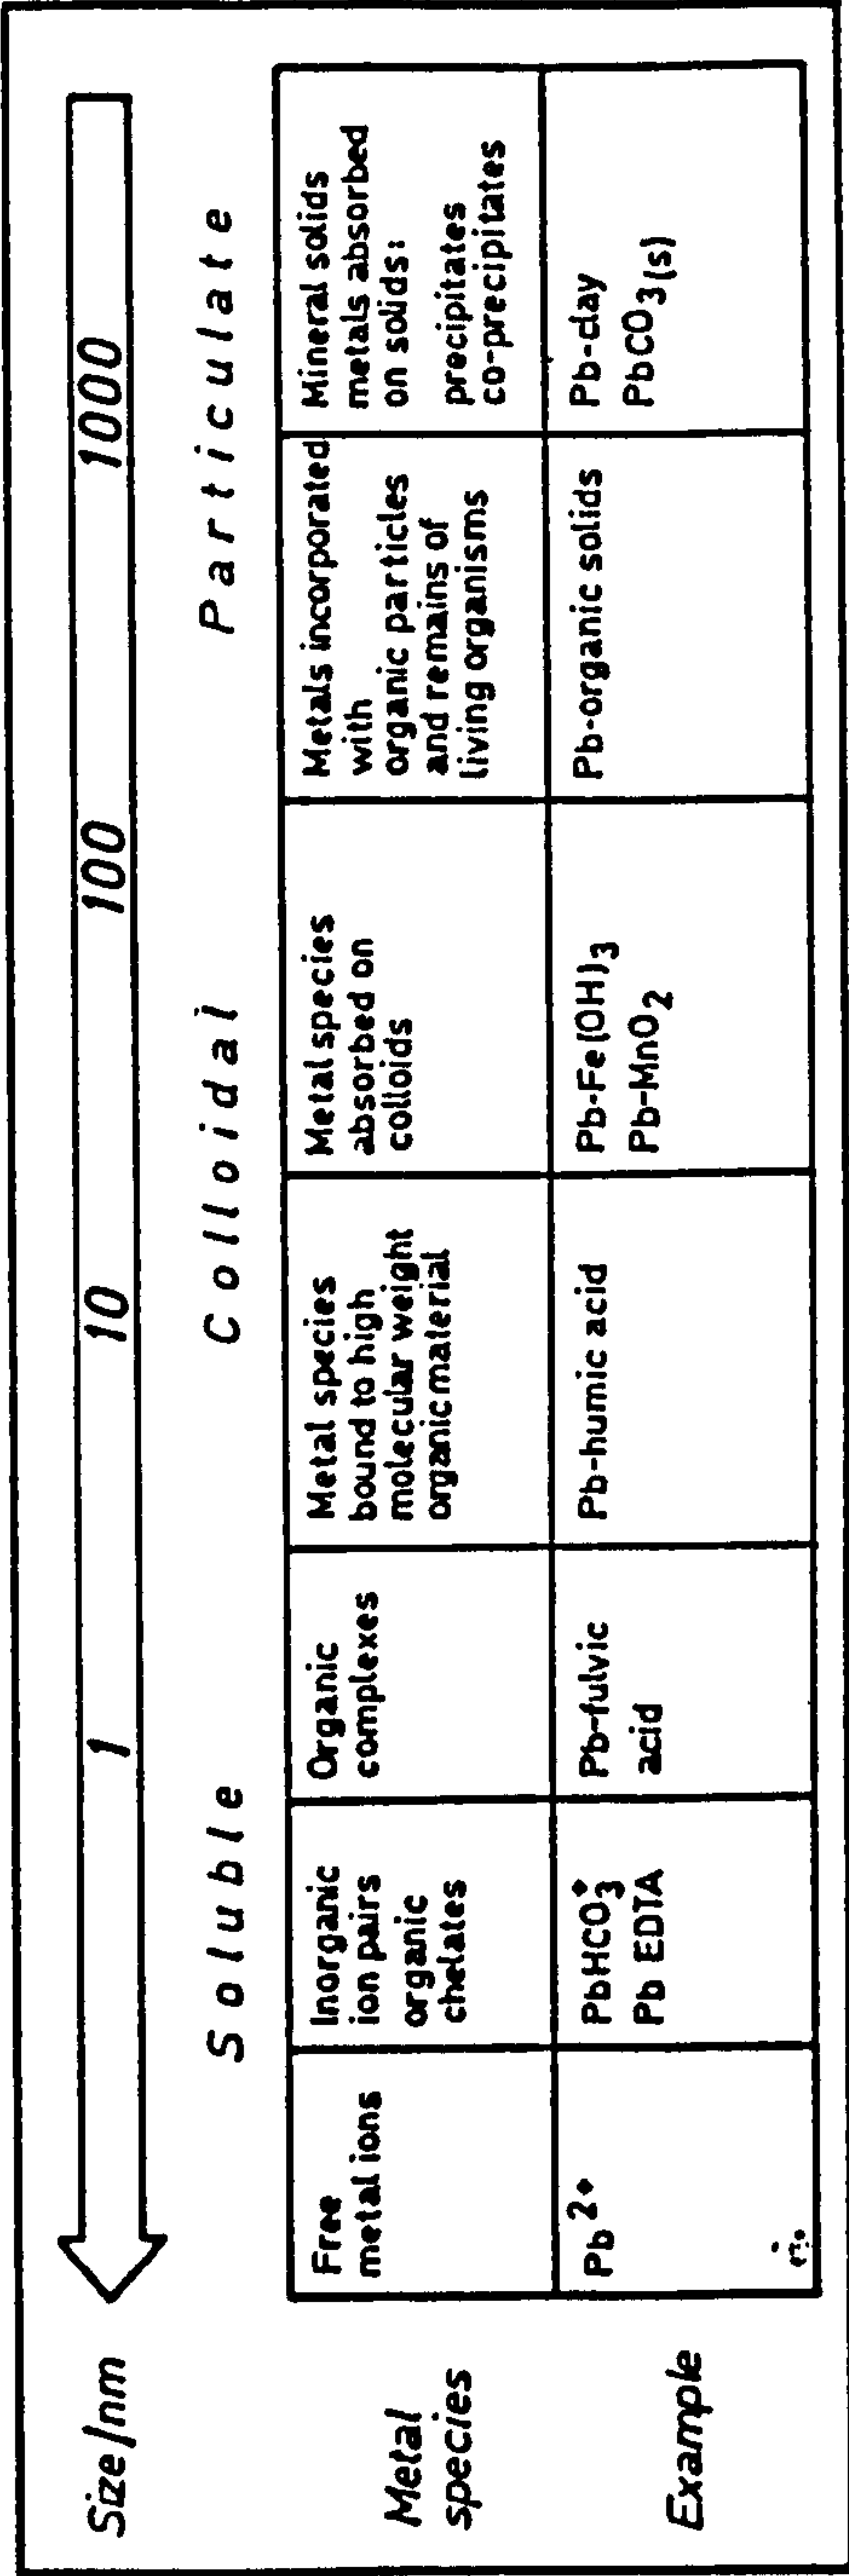 Size/nm
1
10
100
1000
Soluble
Colloidal
Particulate
Metal
species
Free
metal ions
Inorganic
ion pairs
organic
chelates
Organic
complexes
Metal species
bound to high
molecular weight
organic material
Metal species
absorbed on
colloids
Metals incorporated
with
organic particles
and remains of
living organisms
Mineral solids
metals absorbed
on solids:
precipitates
co-precipitates
Example
Pb²⁺
PbHCO₃⁺
Pb EDTA
Pb-fulvic
acid
Pb-humic acid
Pb-Fe(OH)₃
Pb-MnO₂
Pb-organic solids
Pb-clay
PbCO₃(s)